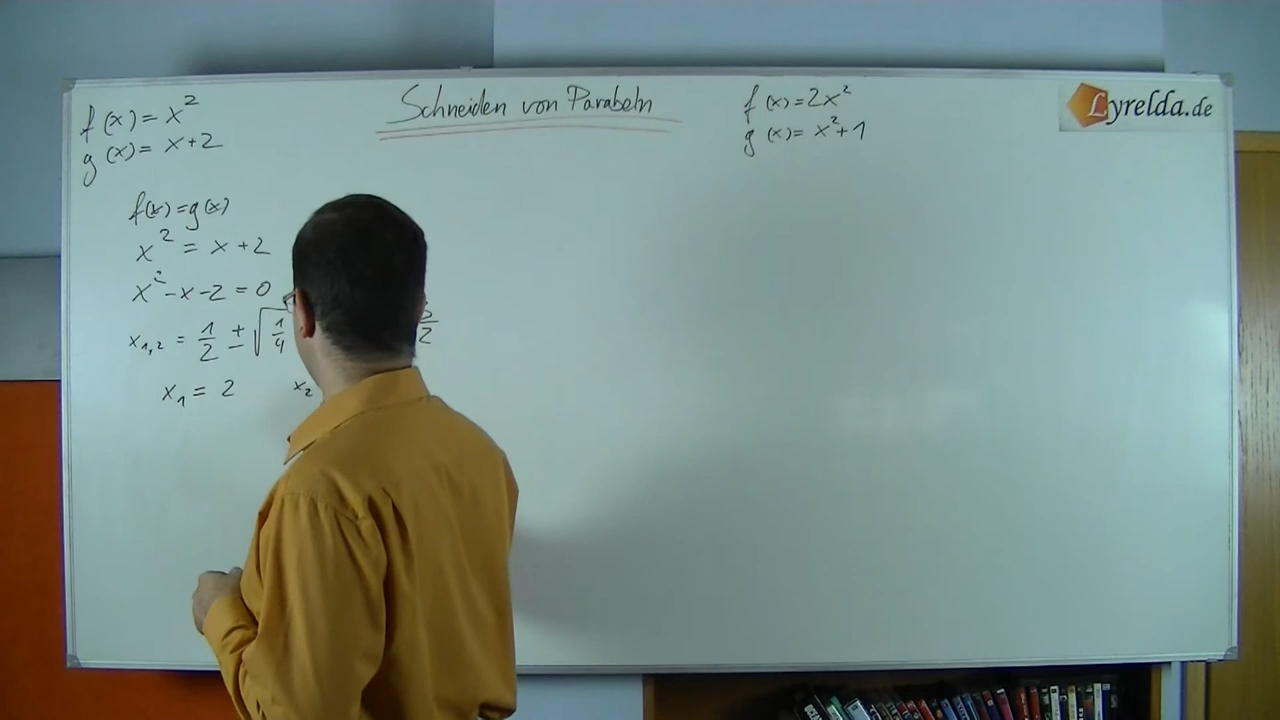 Schneiden von Parabeln
f(x) = x²
g(x) = x+2
f(x)=g(x)
x² = x+2
x²-x-2=0
x₁,₂ = 1/2 ± √1/4
x₁ = 2 x₂
f(x)=2x²
g(x)= x²+1
Lyrelda.de